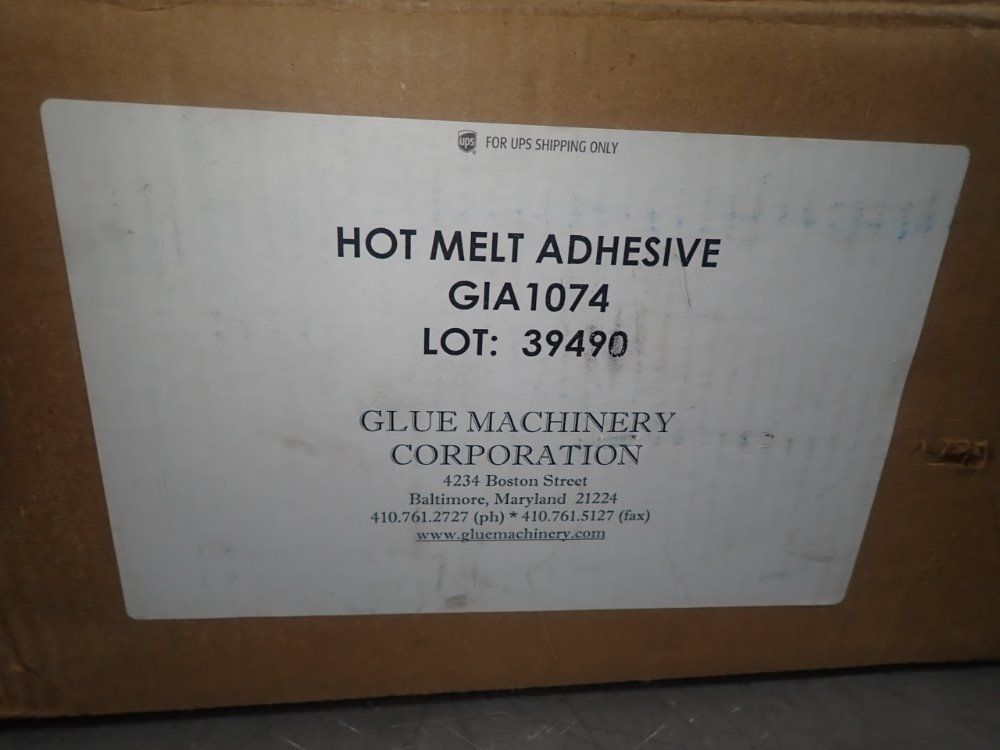 ups FOR UPS SHIPPING ONLY
HOT MELT ADHESIVE
GIA1074
LOT: 39490
GLUE MACHINERY
CORPORATION
4234 Boston Street
Baltimore, Maryland 21224
410.761.2727 (ph) * 410.761.5127 (fax)
www.gluemachinery.com